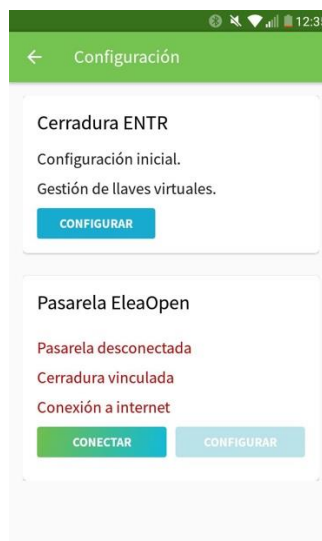 12:35
Configuración
Cerradura ENTR
Configuración inicial.
Gestión de llaves virtuales.
CONFIGURAR
Pasarela EleaOpen
Pasarela desconectada
Cerradura vinculada
Conexión a internet
CONECTAR
CONFIGURAR